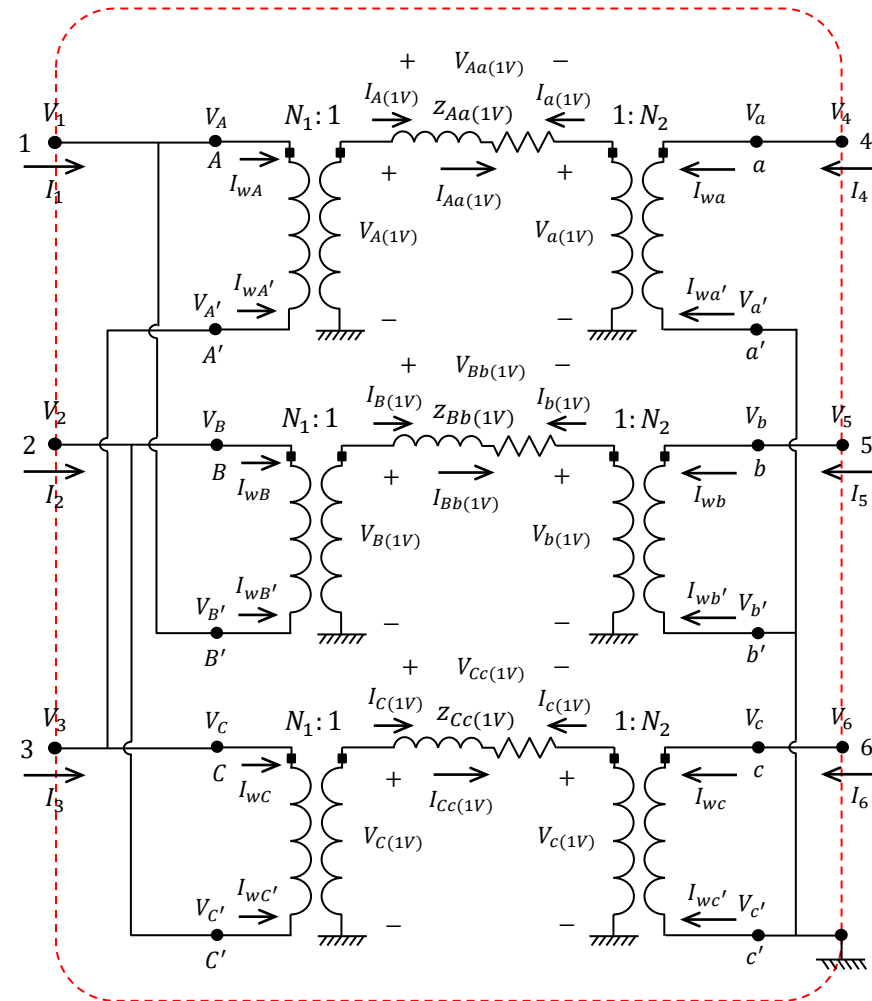 + V_{Aa(1V)} −
I_{A(1V)} I_{a(1V)}
V_1 V_A N_1: 1 z_{Aa(1V)} 1: N_2 V_a V_4
1 A a 4
I_1 I_{wA} + I_{Aa(1V)} + I_{wa} I_4
V_{A(1V)} V_{a(1V)}
V_{A'} I_{wA'} − − I_{wa'} V_{a'}
A' a'
+ V_{Bb(1V)} −
I_{B(1V)} I_{b(1V)}
V_2 V_B N_1: 1 z_{Bb(1V)} 1: N_2 V_b V_5
2 B b 5
I_2 I_{wB} + I_{Bb(1V)} + I_{wb} I_5
V_{B(1V)} V_{b(1V)}
V_{B'} I_{wB'} − − I_{wb'} V_{b'}
B' b'
+ V_{Cc(1V)} −
I_{C(1V)} I_{c(1V)}
V_3 V_C N_1: 1 z_{Cc(1V)} 1: N_2 V_c V_6
3 C c 6
I_3 I_{wC} + I_{Cc(1V)} + I_{wc} I_6
V_{C(1V)} V_{c(1V)}
V_{C'} I_{wC'} − − I_{wc'} V_{c'}
C' c'